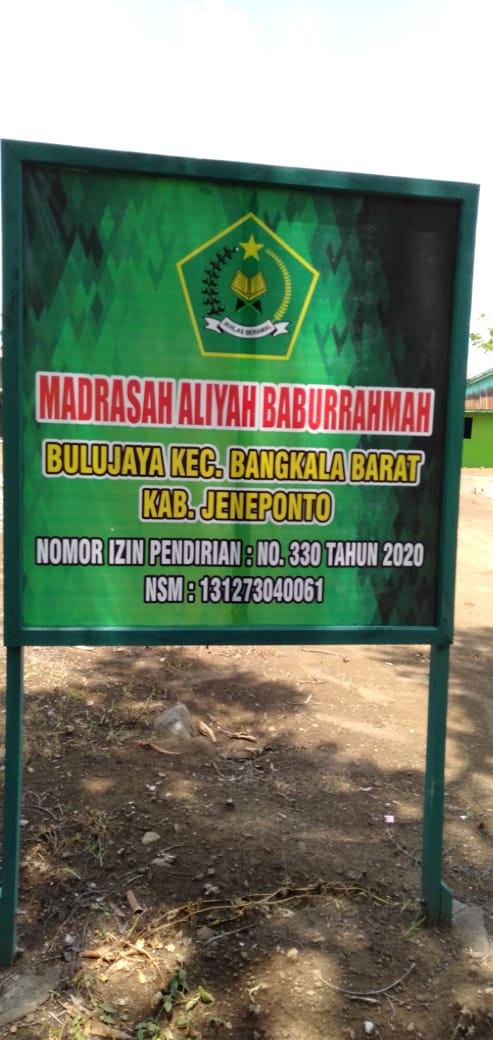 IKHLAS BERAMAL
MADRASAH ALIYAH BABURRAHMAH
BULUJAYA KEC. BANGKALA BARAT
KAB. JENEPONTO
NOMOR IZIN PENDIRIAN : NO. 330 TAHUN 2020
NSM : 131273040061